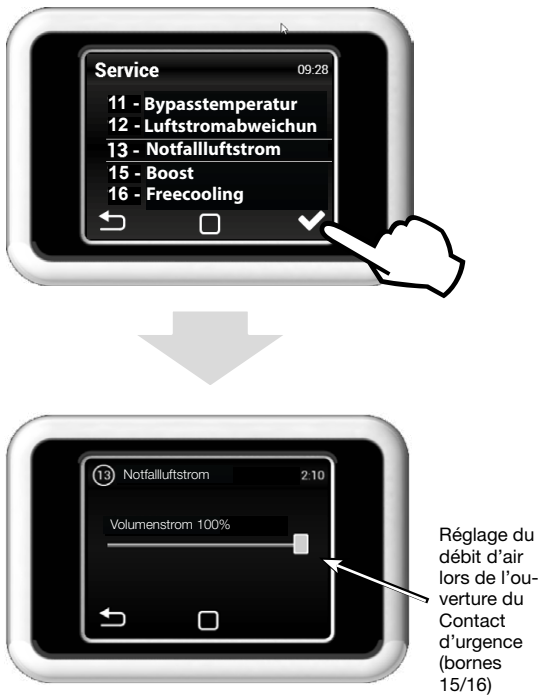 Service 09:28
11 - Bypasstemperatur
12 - Luftstromabweichun
13 - Notfallluftstrom
15 - Boost
16 - Freecooling
13 Notfallluftstrom 2:10
Volumenstrom 100%
Réglage du
débit d'air
lors de l'ou-
verture du
Contact
d'urgence
(bornes
15/16)